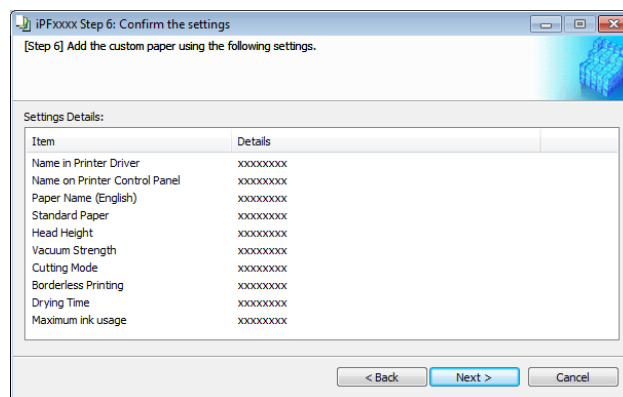 iPFxxxx Step 6: Confirm the settings
[Step 6] Add the custom paper using the following settings.
Settings Details:
Item Details
Name in Printer Driver xxxxxxxx
Name on Printer Control Panel xxxxxxxx
Paper Name (English) xxxxxxxx
Standard Paper xxxxxxxx
Head Height xxxxxxxx
Vacuum Strength xxxxxxxx
Cutting Mode xxxxxxxx
Borderless Printing xxxxxxxx
Drying Time xxxxxxxx
Maximum ink usage xxxxxxxx
< Back Next > Cancel